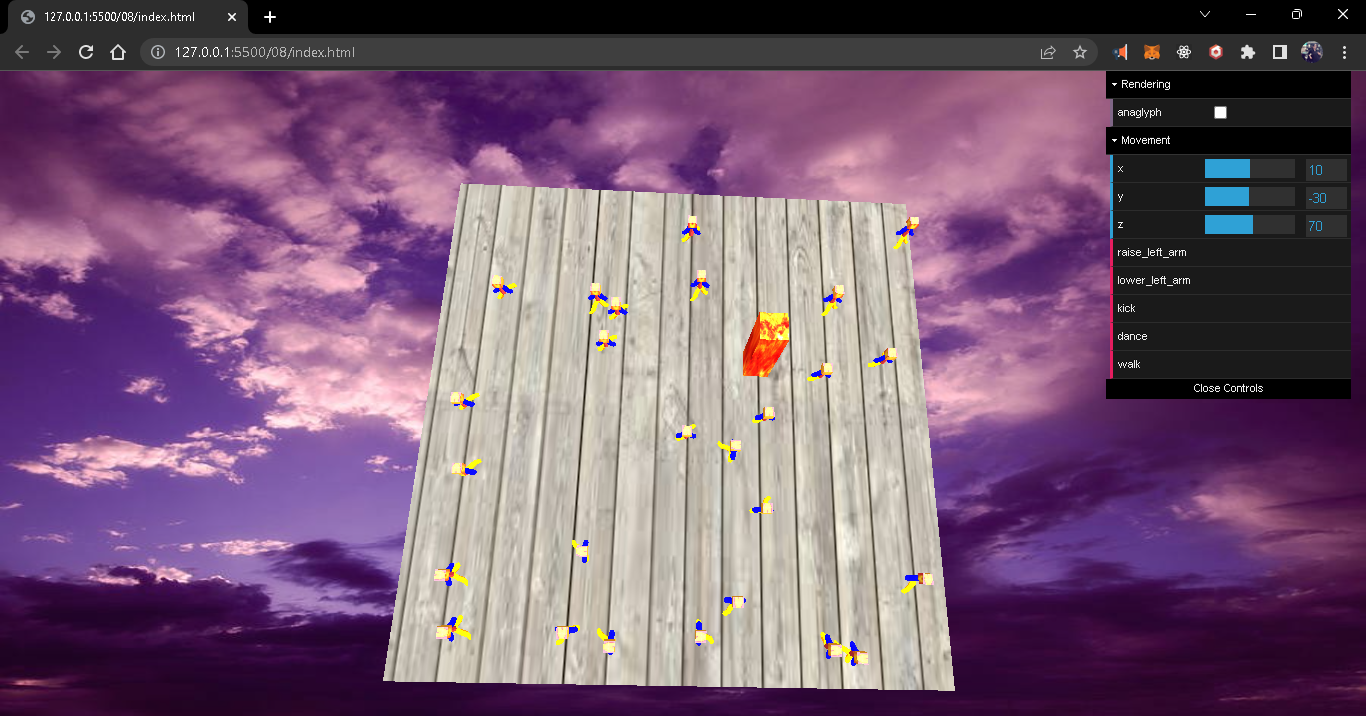 127.0.0.1:5500/08/index.html
127.0.0.1:5500/08/index.html
Rendering
anaglyph
Movement
x 10
y -30
z 70
raise_left_arm
lower_left_arm
kick
dance
walk
Close Controls